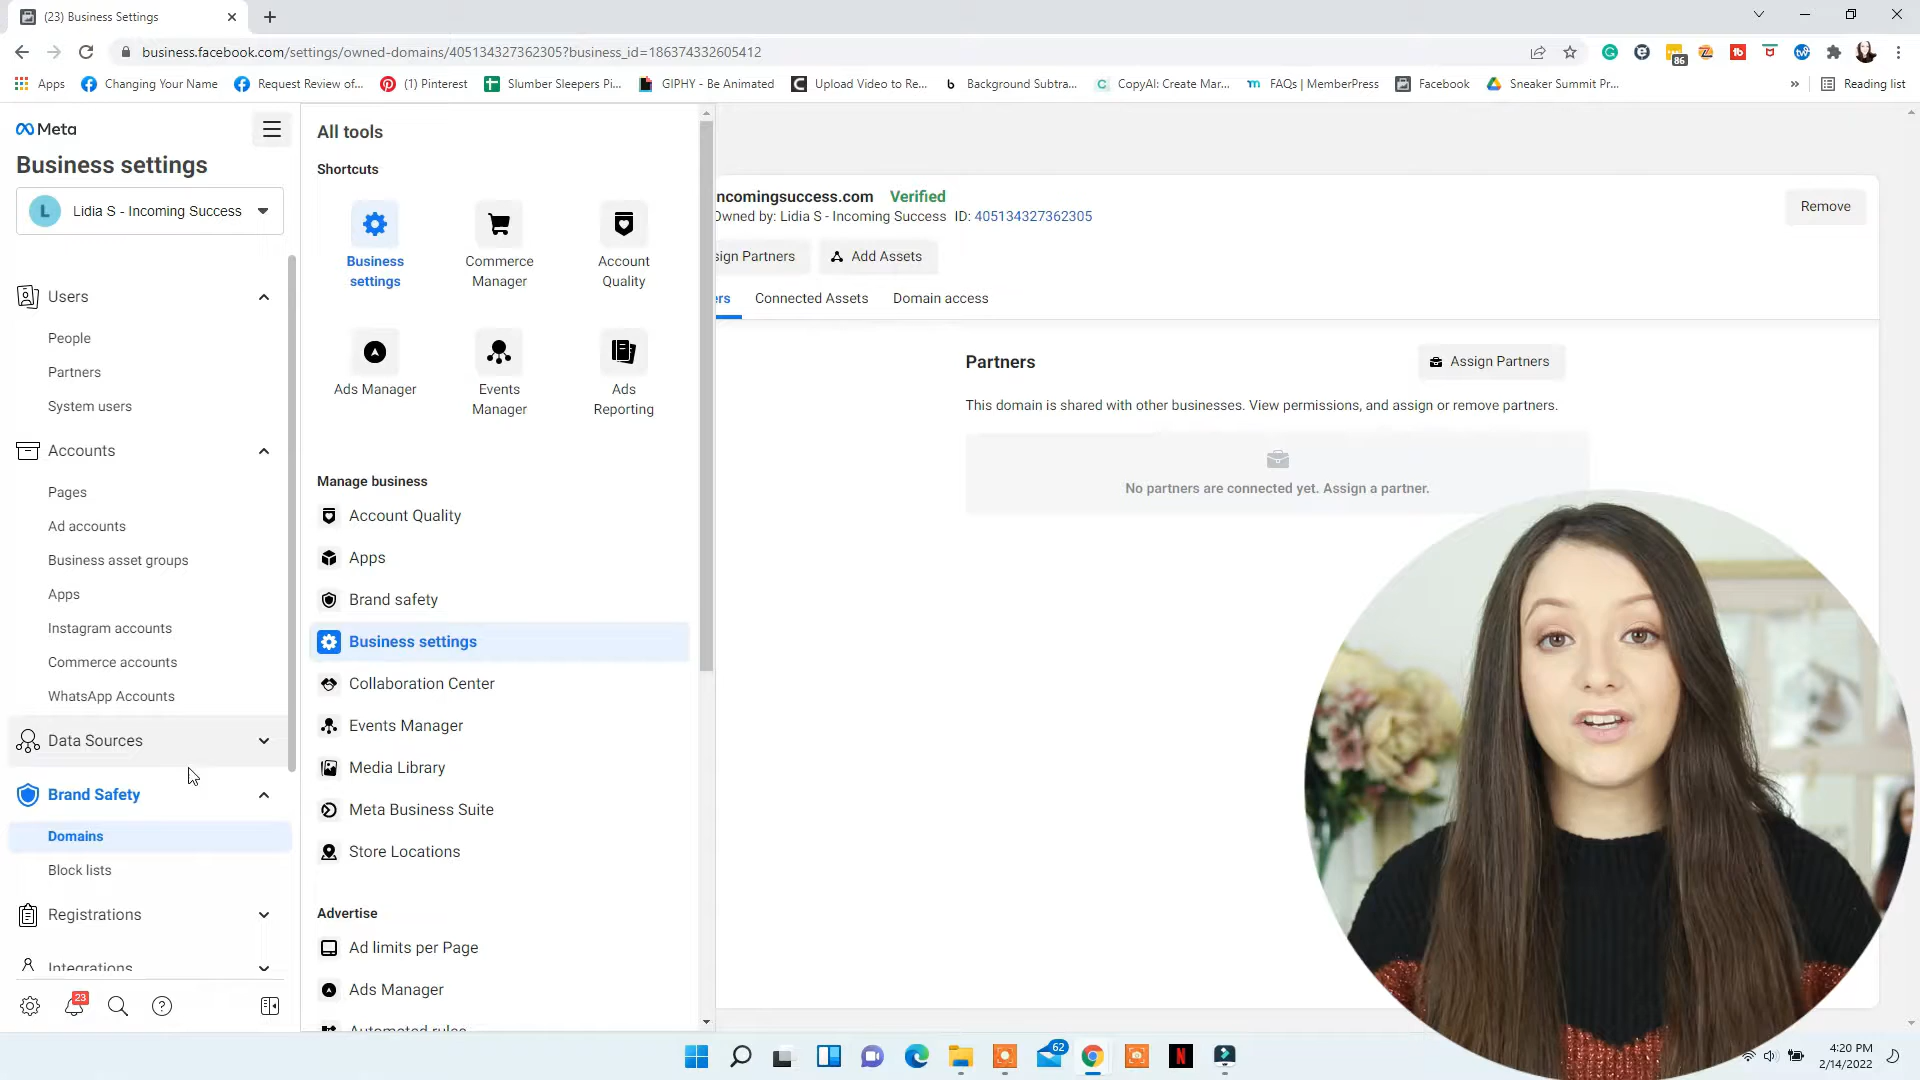 (23) Business Settings
business.facebook.com/settings/owned-domains/405134327362305?business_id=186374332605412
86
Apps
Changing Your Name
Request Review of...
(1) Pinterest
Slumber Sleepers Pi...
GIPHY - Be Animated
Upload Video to Re...
Background Subtra...
CopyAI: Create Mar...
FAQs | MemberPress
Facebook
Sneaker Summit Pr...
Reading list
Meta
Business settings
L
Lidia S - Incoming Success
Users
People
Partners
System users
Accounts
Pages
Ad accounts
Business asset groups
Apps
Instagram accounts
Commerce accounts
WhatsApp Accounts
Data Sources
Brand Safety
Domains
Block lists
Registrations
Integrations
23
All tools
Shortcuts
Business
settings
Commerce
Manager
Account
Quality
Ads Manager
Events
Manager
Ads
Reporting
Manage business
Account Quality
Apps
Brand safety
Business settings
Collaboration Center
Events Manager
Media Library
Meta Business Suite
Store Locations
Advertise
Ad limits per Page
Ads Manager
Automated rules
ncomingsuccess.com Verified
Owned by: Lidia S - Incoming Success ID: 405134327362305
Remove
sign Partners
Add Assets
ers
Connected Assets
Domain access
Partners
Assign Partners
This domain is shared with other businesses. View permissions, and assign or remove partners.
No partners are connected yet. Assign a partner.
62
4:20 PM
2/14/2022